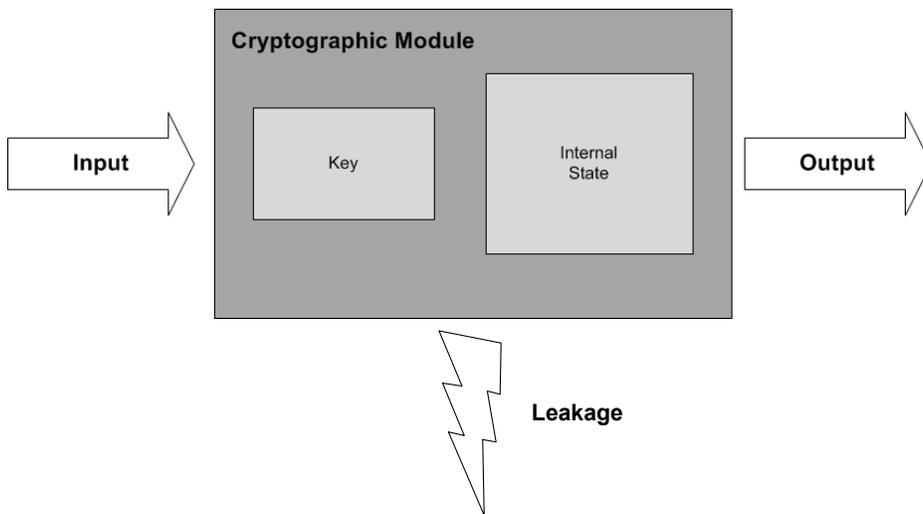 Cryptographic Module
Input
Key
Internal
State
Output
Leakage